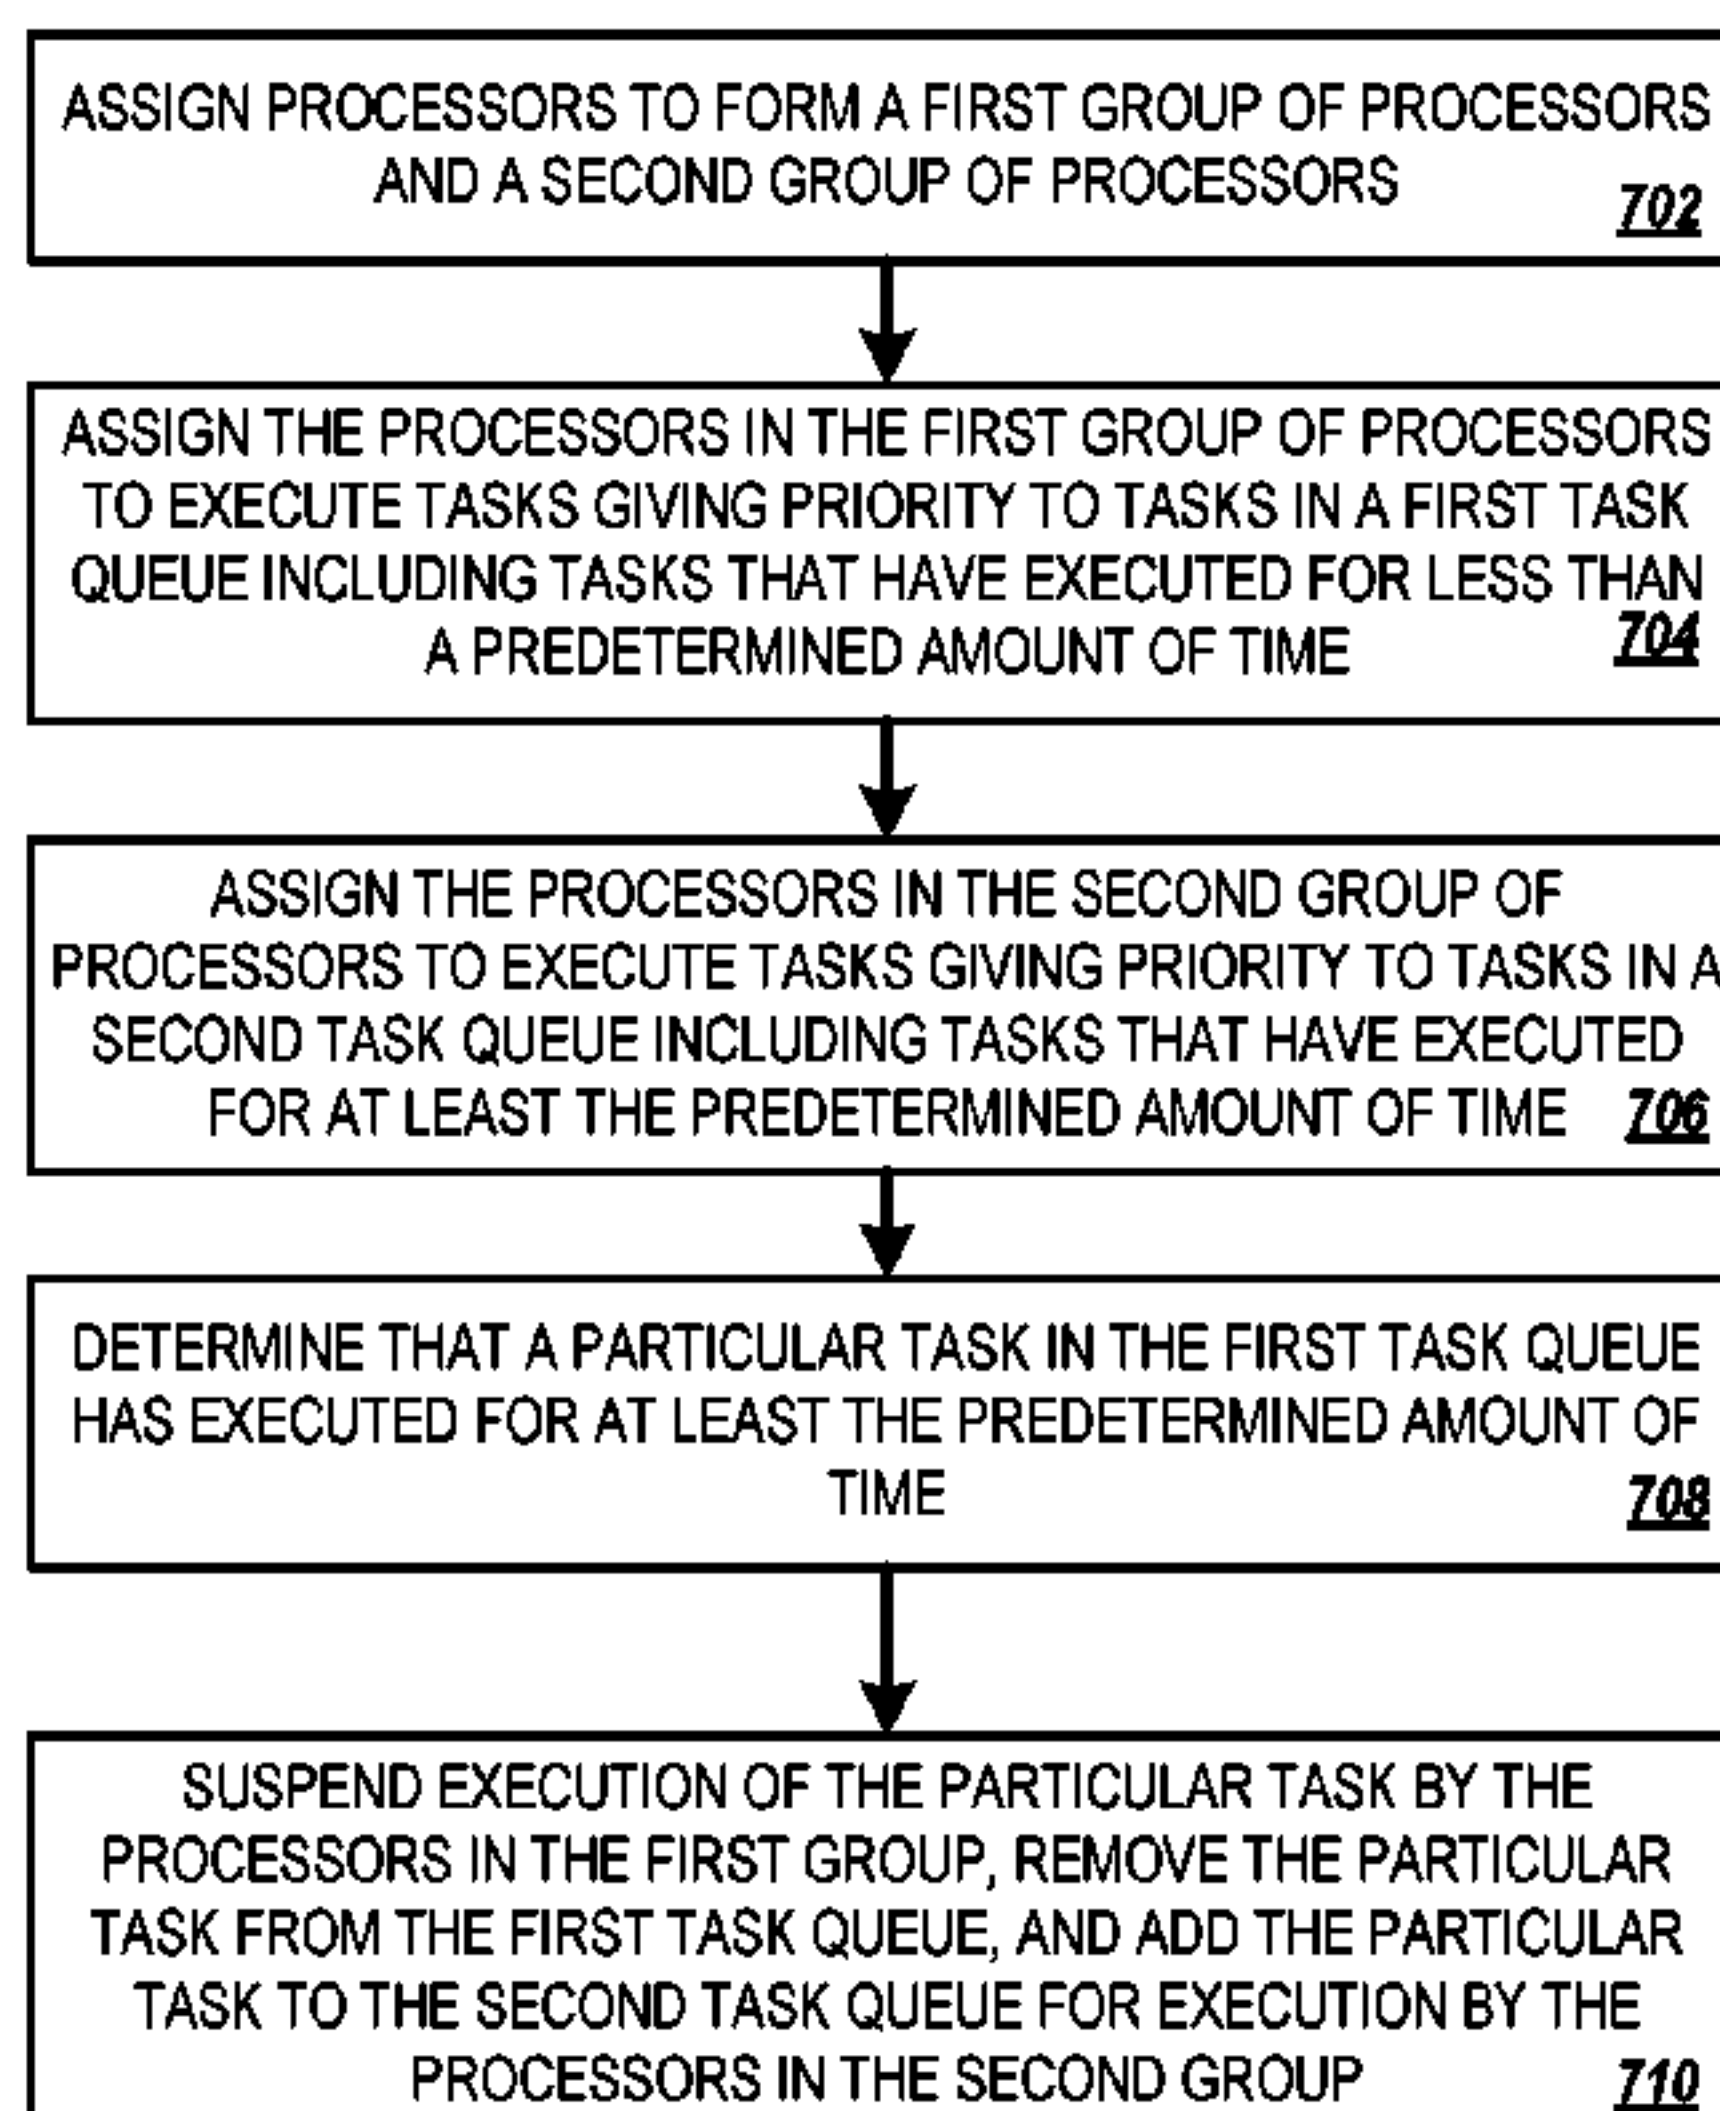 ASSIGN PROCESSORS TO FORM A FIRST GROUP OF PROCESSORS
AND A SECOND GROUP OF PROCESSORS
702
ASSIGN THE PROCESSORS IN THE FIRST GROUP OF PROCESSORS
TO EXECUTE TASKS GIVING PRIORITY TO TASKS IN A FIRST TASK
QUEUE INCLUDING TASKS THAT HAVE EXECUTED FOR LESS THAN
A PREDETERMINED AMOUNT OF TIME
704
ASSIGN THE PROCESSORS IN THE SECOND GROUP OF
PROCESSORS TO EXECUTE TASKS GIVING PRIORITY TO TASKS IN A
SECOND TASK QUEUE INCLUDING TASKS THAT HAVE EXECUTED
FOR AT LEAST THE PREDETERMINED AMOUNT OF TIME 706
DETERMINE THAT A PARTICULAR TASK IN THE FIRST TASK QUEUE
HAS EXECUTED FOR AT LEAST THE PREDETERMINED AMOUNT OF
TIME
708
SUSPEND EXECUTION OF THE PARTICULAR TASK BY THE
PROCESSORS IN THE FIRST GROUP, REMOVE THE PARTICULAR
TASK FROM THE FIRST TASK QUEUE, AND ADD THE PARTICULAR
TASK TO THE SECOND TASK QUEUE FOR EXECUTION BY THE
PROCESSORS IN THE SECOND GROUP 710